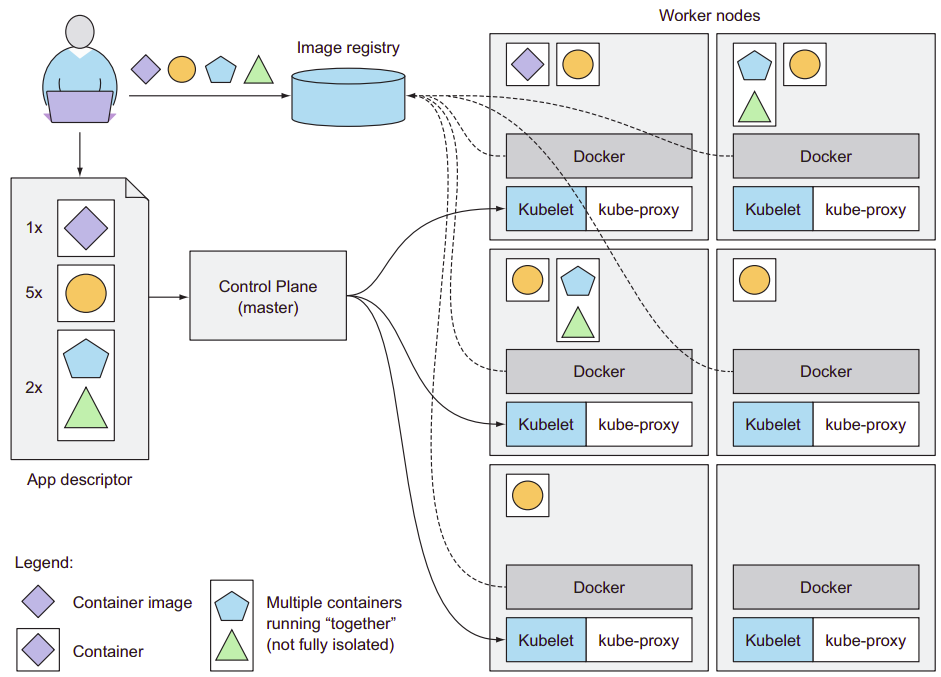 Worker nodes
Image registry
Docker
Kubelet
kube-proxy
Docker
Kubelet
kube-proxy
1x
5x
2x
App descriptor
Control Plane
(master)
Docker
Kubelet
kube-proxy
Docker
Kubelet
kube-proxy
Docker
Kubelet
kube-proxy
Docker
Kubelet
kube-proxy
Legend:
Container image
Container
Multiple containers
running “together”
(not fully isolated)